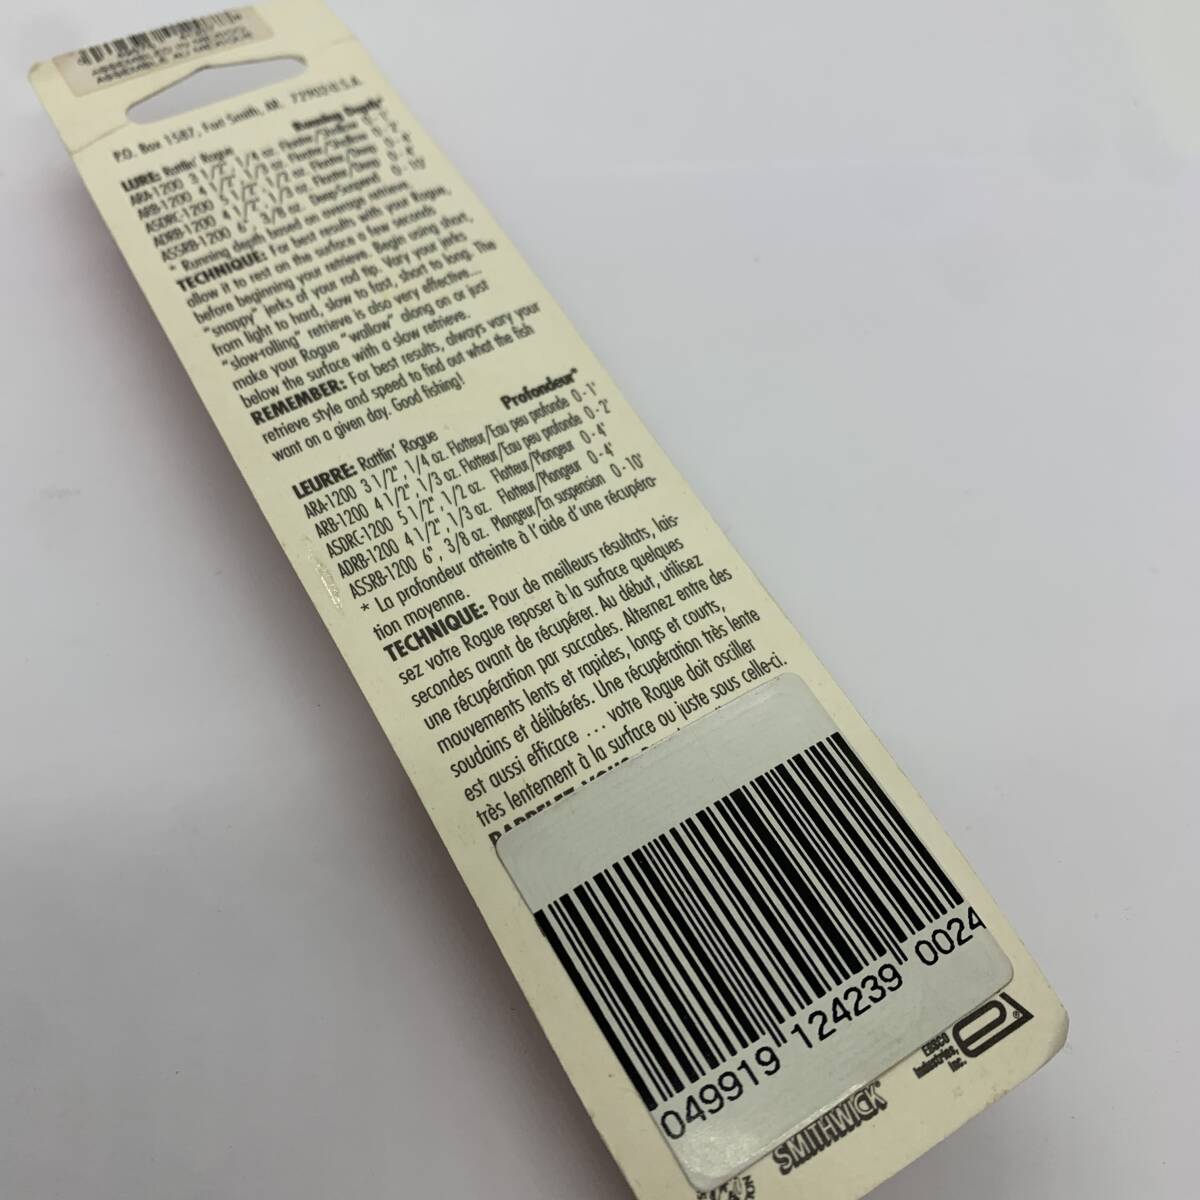 ASSEMBLED IN MEXICO
ASSEMBLÉ AU MEXIQUE
P.O. Box 1587, Fort Smith, AR. 72902 U.S.A.
LURE: Rattlin' Rogue Running Depth*
ARA-1200 3 1/2", 1/4 oz. Floater/Shallow 0 - 1'
ARB-1200 4 1/2", 1/3 oz. Floater/Shallow 0 - 2'
ASDRC-1200 5 1/2", 1/2 oz. Floater/Deep 0 - 4'
ADRB-1200 4 1/2", 1/3 oz. Floater/Deep 0 - 4'
ASSRB-1200 6", 3/8 oz. Deep-Suspend 0 - 10'
* Running depth based on average retrieve
TECHNIQUE: For best results with your Rogue,
allow it to rest on the surface a few seconds
before beginning your retrieve. Begin using short,
"snappy" jerks of your rod tip. Vary your jerks
from light to hard, slow to fast, short to long. The
"slow-rolling" retrieve is also very effective....
make your Rogue "wallow" along on or just
below the surface with a slow retrieve.
REMEMBER: For best results, always vary your
retrieve style and speed to find out what the fish
want on a given day. Good fishing!
LEURRE: Rattlin' Rogue Profondeur*
ARA-1200 3 1/2", 1/4 oz. Flotteur/Eau peu profonde 0 - 1'
ARB-1200 4 1/2", 1/3 oz. Flotteur/Eau peu profonde 0 - 2'
ASDRC-1200 5 1/2", 1/2 oz. Flotteur/Plongeur 0 - 4'
ADRB-1200 4 1/2", 1/3 oz. Flotteur/Plongeur 0 - 4'
ASSRB-1200 6", 3/8 oz. Plongeur/En suspension 0 - 10'
* La profondeur atteinte à l'aide d'une récupéra-
tion moyenne.
TECHNIQUE: Pour de meilleurs résultats, lais-
sez votre Rogue reposer à la surface quelques
secondes avant de récupérer. Au début, utilisez
une récupération par saccades. Alternez entre des
mouvements lents et rapides, longs et courts,
soudains et délibérés. Une récupération très lente
est aussi efficace ... votre Rogue doit osciller
très lentement à la surface ou juste sous celle-ci.
049919 124239 0024
EBSCO
Industries,
Inc.
SMITHWICK®